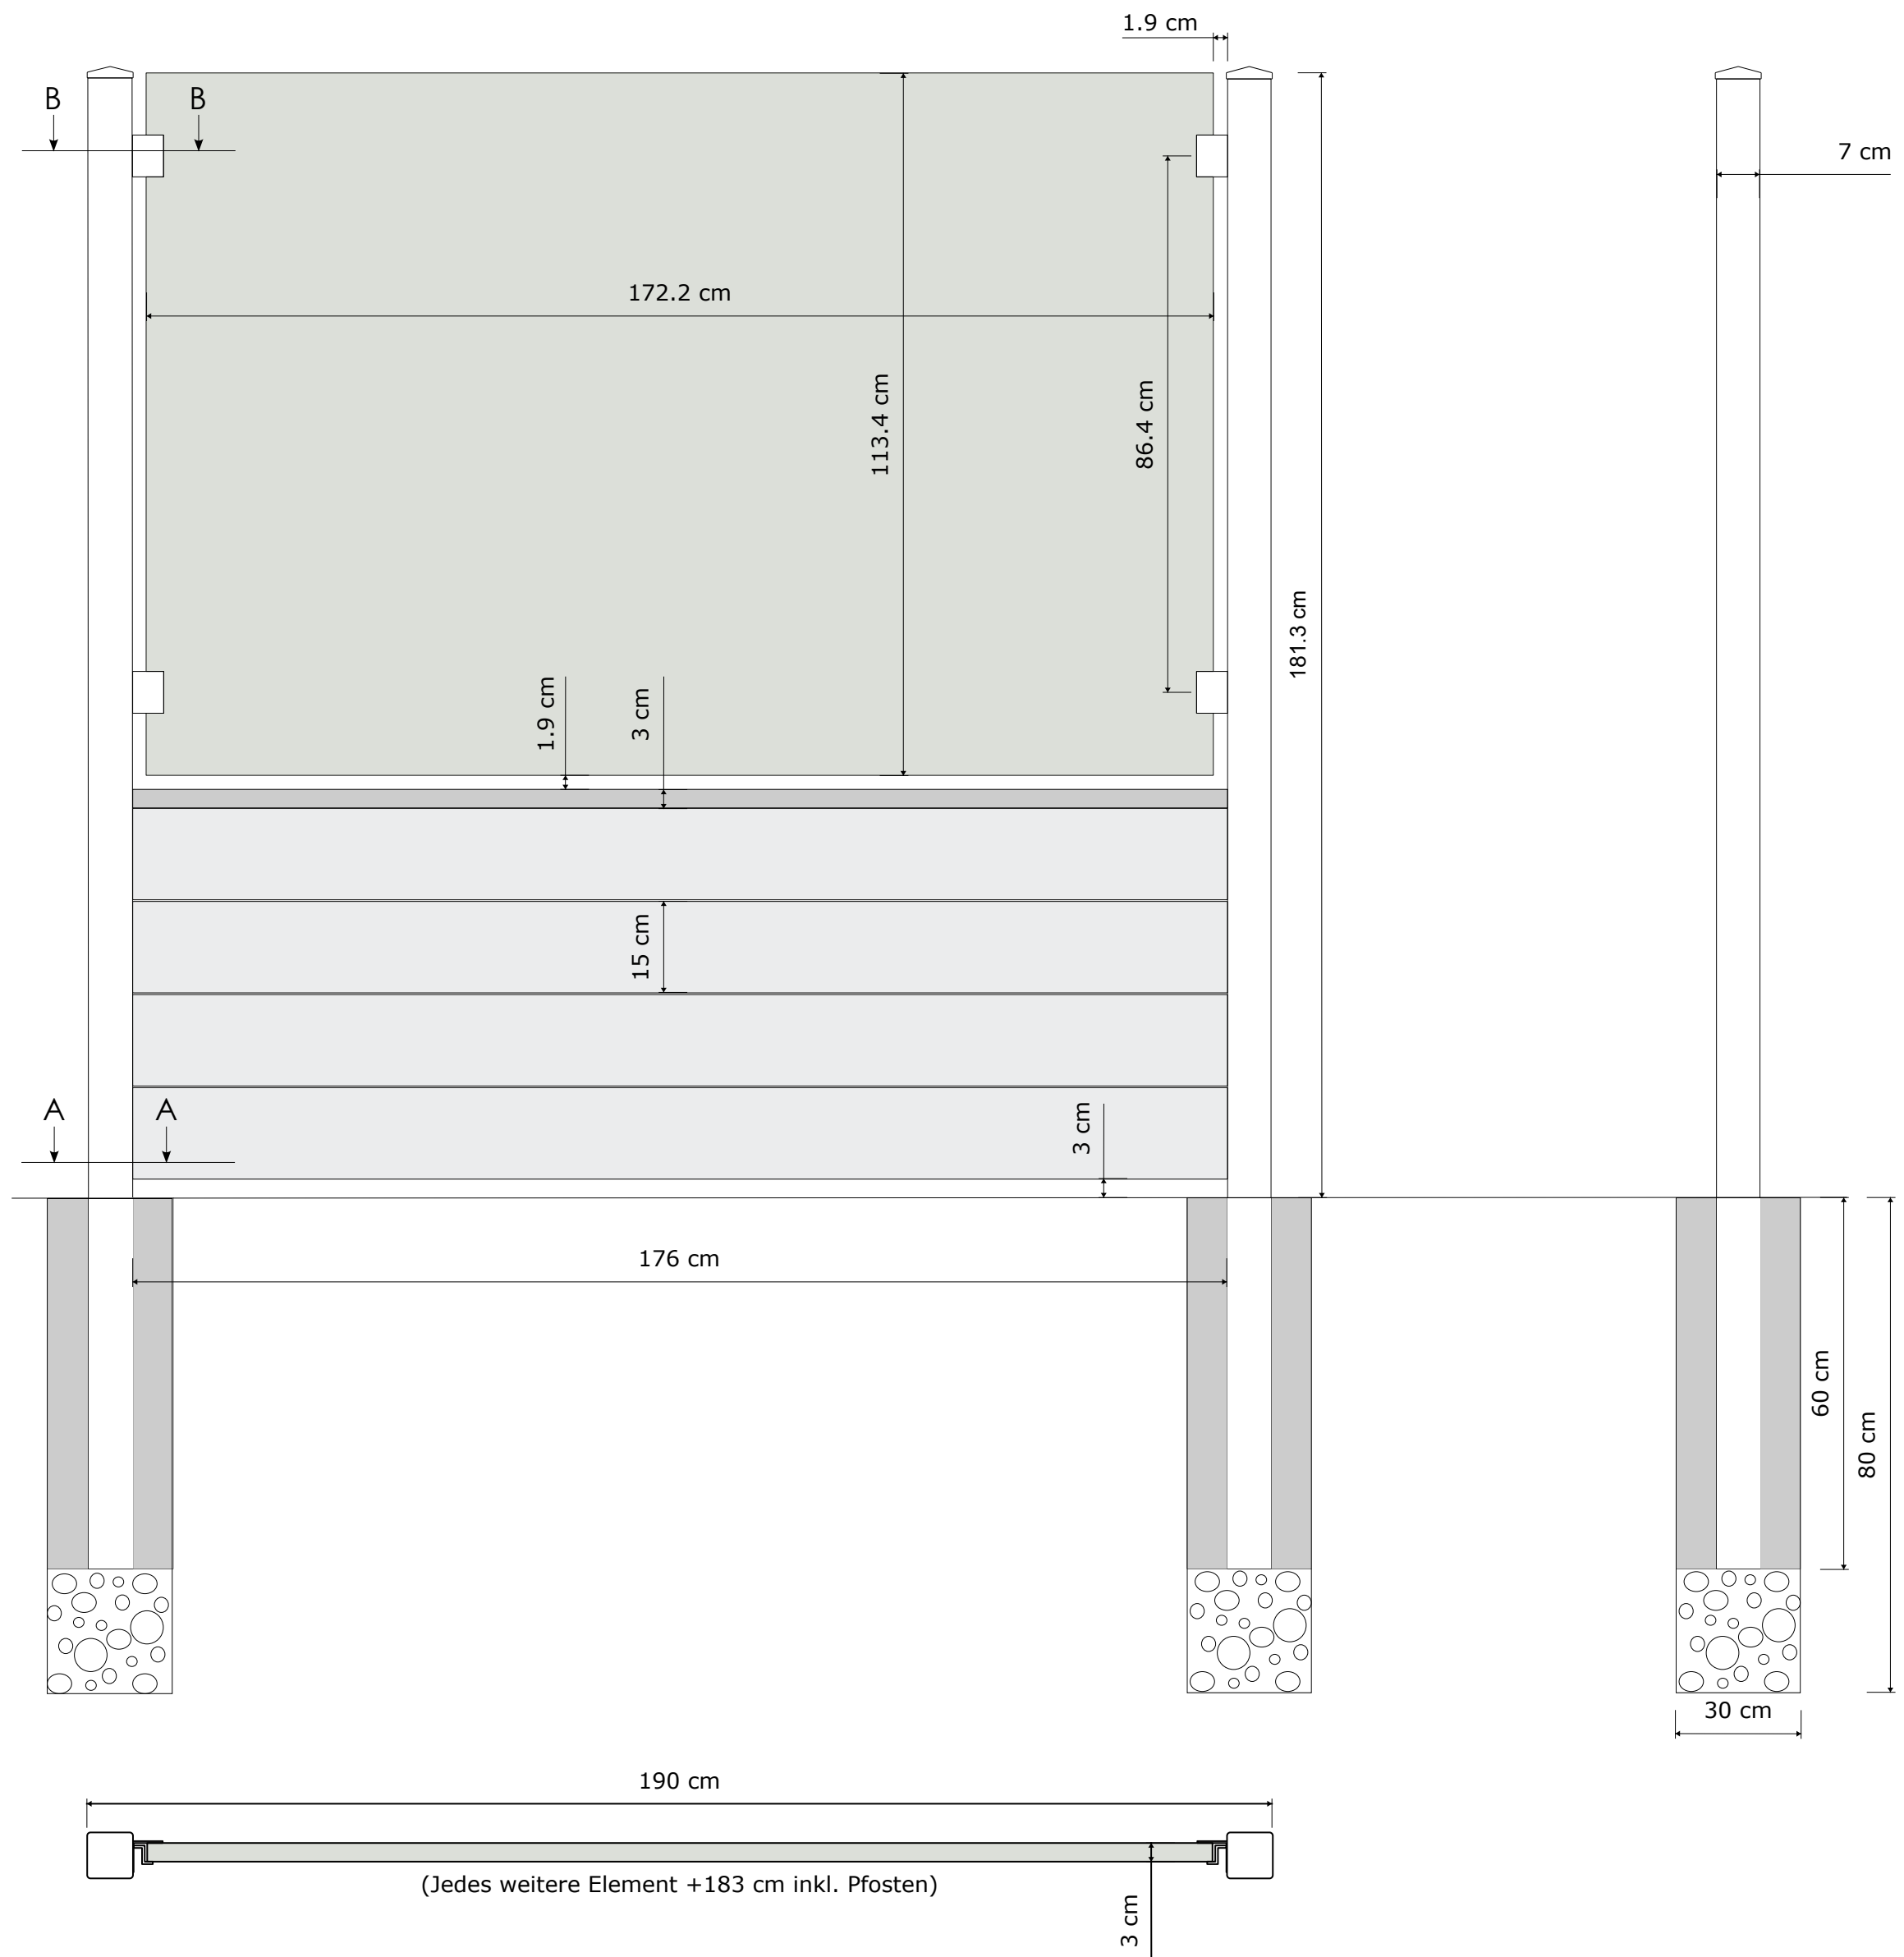 1.9 cm
B
B
7 cm
172.2 cm
113.4 cm
86.4 cm
181.3 cm
1.9 cm
3 cm
15 cm
A
A
3 cm
176 cm
60 cm
80 cm
30 cm
190 cm
(Jedes weitere Element +183 cm inkl. Pfosten)
3 cm